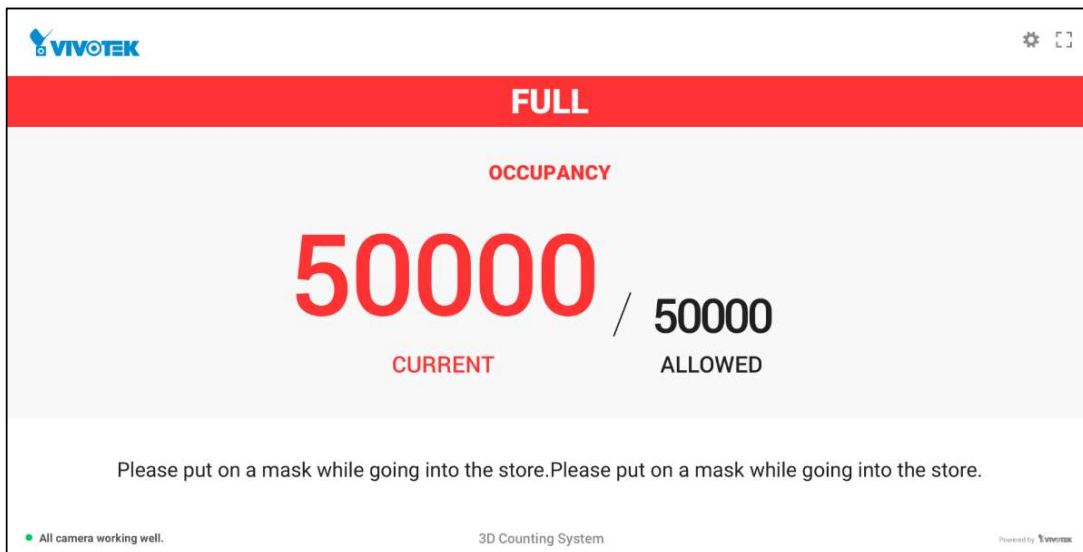 VIVOTEK
FULL
OCCUPANCY
50000 / 50000
CURRENT ALLOWED
Please put on a mask while going into the store.Please put on a mask while going into the store.
All camera working well. 3D Counting System Powered by VIVOTEK